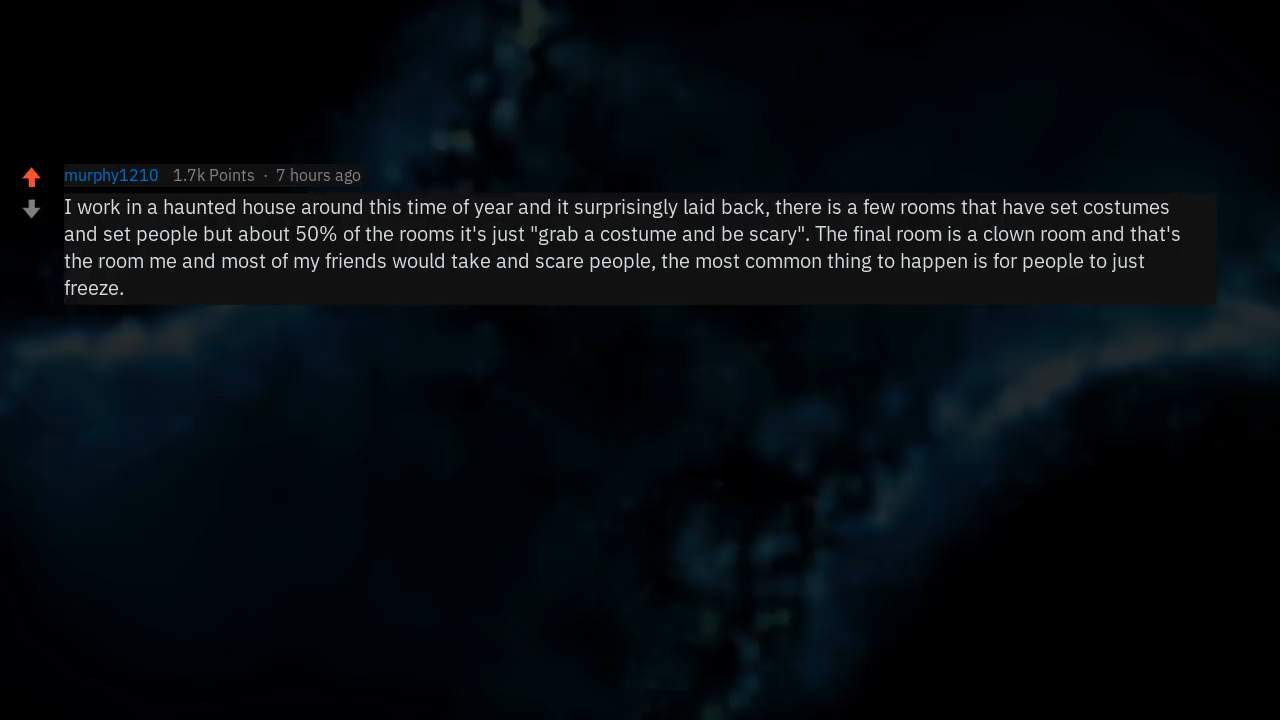 murphy1210 1.7k Points · 7 hours ago
I work in a haunted house around this time of year and it surprisingly laid back, there is a few rooms that have set costumes
and set people but about 50% of the rooms it's just "grab a costume and be scary". The final room is a clown room and that's
the room me and most of my friends would take and scare people, the most common thing to happen is for people to just
freeze.